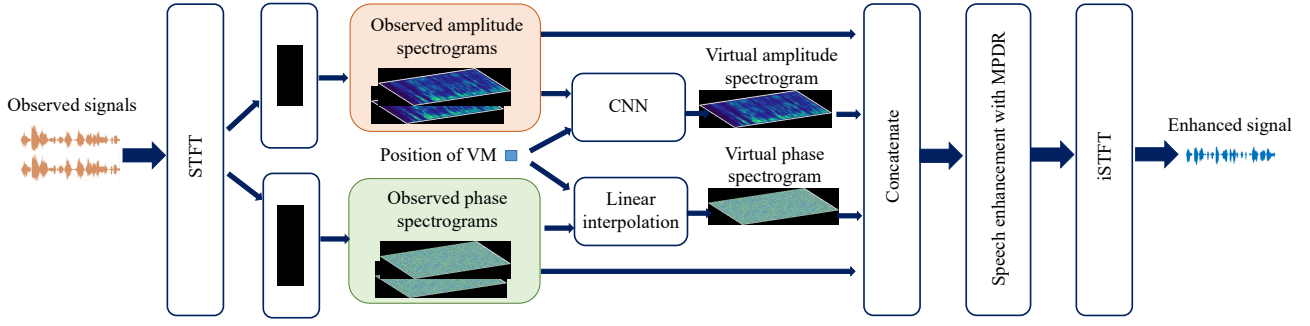 Observed signals
STFT
Observed amplitude
spectrograms
Position of VM
Observed phase
spectrograms
CNN
Linear
interpolation
Virtual amplitude
spectrogram
Virtual phase
spectrogram
Concatenate
Speech enhancement with MPDR
iSTFT
Enhanced signal